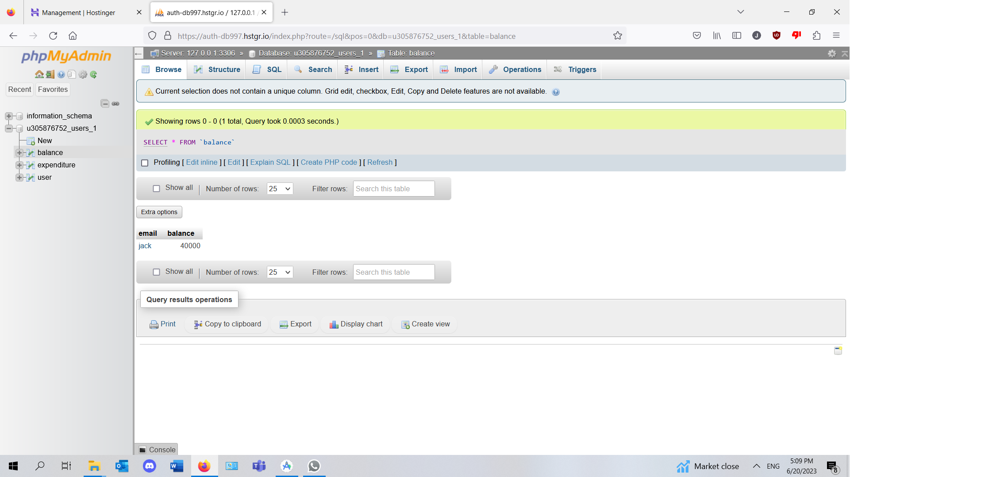 Management | Hostinger
auth-db997.hstgr.io / 127.0.0.1 /
https://auth-db997.hstgr.io/index.php?route=/sql&pos=0&db=u305876752_users_1&table=balance
phpMyAdmin
Recent Favorites
information_schema
u305876752_users_1
New
balance
expenditure
user
Server: 127.0.0.1:3306 » Database: u305876752_users_1 » Table: balance
Browse Structure SQL Search Insert Export Import Operations Triggers
Current selection does not contain a unique column. Grid edit, checkbox, Edit, Copy and Delete features are not available.
Showing rows 0 - 0 (1 total, Query took 0.0003 seconds.)
SELECT * FROM `balance`
Profiling [ Edit inline ] [ Edit ] [ Explain SQL ] [ Create PHP code ] [ Refresh ]
Show all | Number of rows: 25 Filter rows: Search this table
Extra options
email balance
jack 40000
Show all | Number of rows: 25 Filter rows: Search this table
Query results operations
Print Copy to clipboard Export Display chart Create view
Console
Market close
ENG
5:09 PM
6/20/2023
8